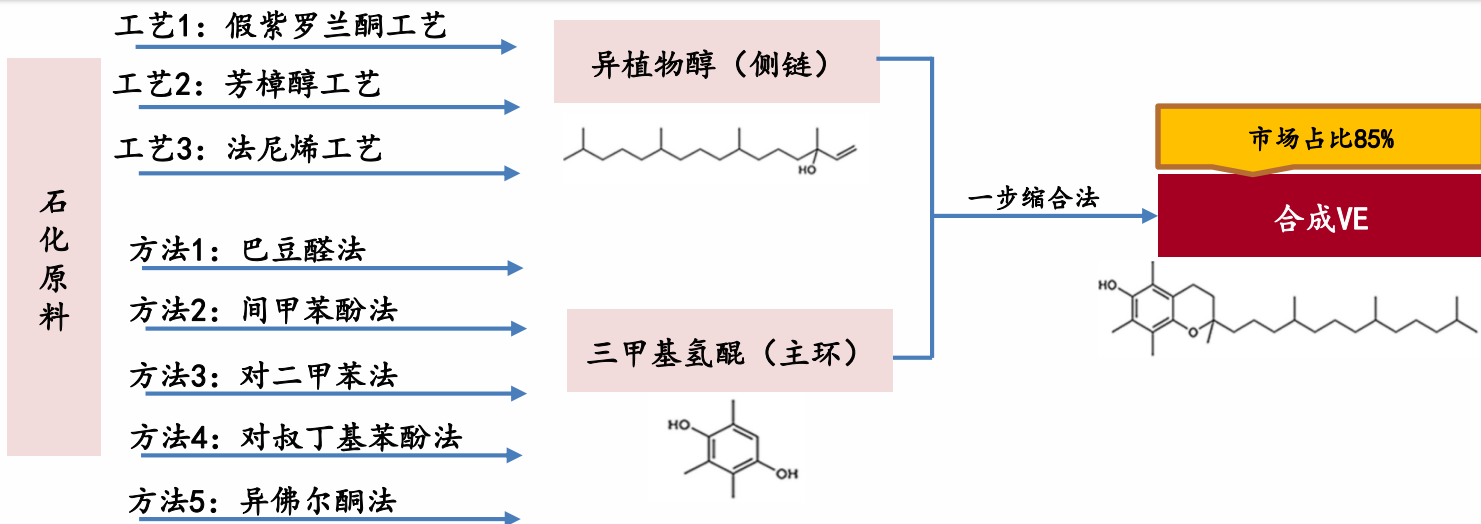 石化原料
工艺1：假紫罗兰酮工艺
工艺2：芳樟醇工艺
工艺3：法尼烯工艺
方法1：巴豆醛法
方法2：间甲苯酚法
方法3：对二甲苯法
方法4：对叔丁基苯酚法
方法5：异佛尔酮法
异植物醇（侧链）
HO
三甲基氢醌（主环）
HO
OH
一步缩合法
市场占比85%
合成VE
HO
O